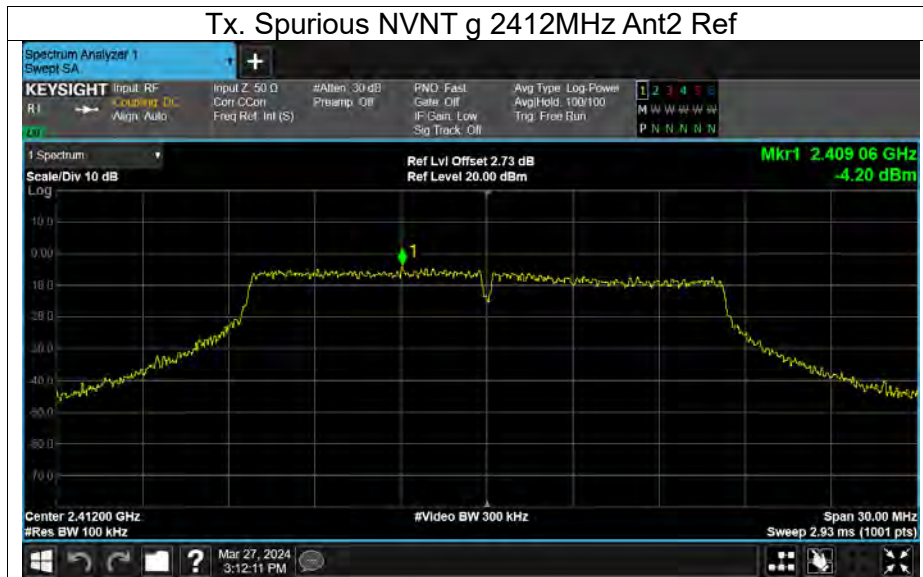 Tx. Spurious NVNT g 2412MHz Ant2 Ref
Spectrum Analyzer 1
Swept SA
+
KEYSIGHT Input: RF Input Z: 50 Ω #Atten: 30 dB PNO: Fast Avg Type: Log-Power 1 2 3 4 5 6
Coupling: DC Corr CCorr Preamp: Off Gate: Off Avg|Hold: 100/100 M W W W W W
Align: Auto Freq Ref: Int (S) IF Gain: Low Trig: Free Run
Sig Track: Off P N N N N N
1 Spectrum
Ref Lvl Offset 2.73 dB Mkr1 2.409 06 GHz
Scale/Div 10 dB Ref Level 20.00 dBm -4.20 dBm
Log
10.0
1
0.00
-10.0
-20.0
-30.0
-40.0
-50.0
-60.0
-70.0
Center 2.41200 GHz #Video BW 300 kHz Span 30.00 MHz
#Res BW 100 kHz Sweep 2.93 ms (1001 pts)
? Mar 27, 2024
3:12:11 PM